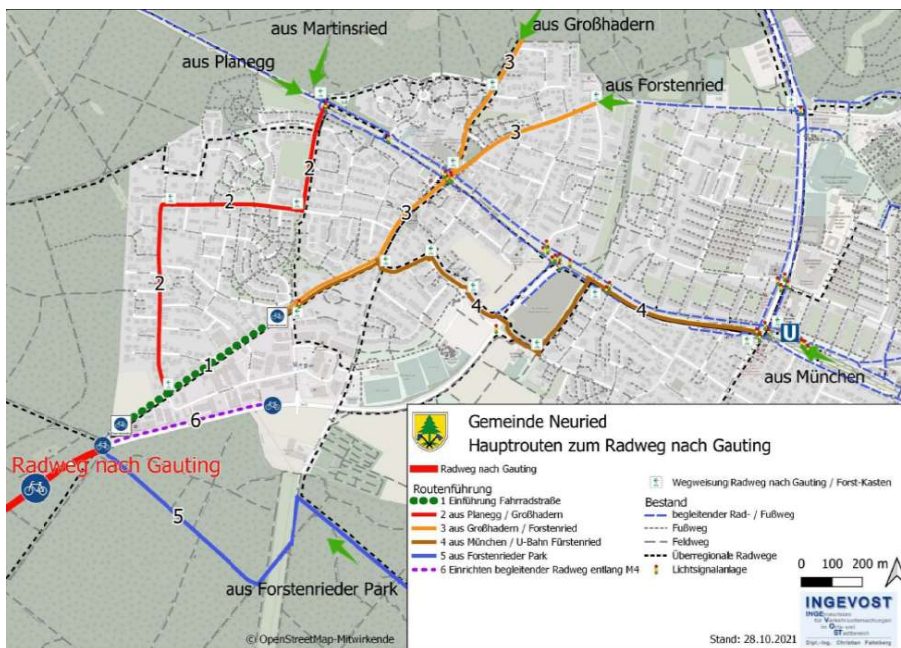 aus Großhadern
aus Martinsried
aus Planegg
3
aus Forstenried
3
2
2
3
2
4
4
U
aus München
1
6
Radweg nach Gauting
5
aus Forstenrieder Park
Gemeinde Neuried
Hauptrouten zum Radweg nach Gauting
Radweg nach Gauting
Routenführung
1 Einführung Fahrradstraße
2 aus Planegg / Großhadern
3 aus Großhadern / Forstenried
4 aus München / U-Bahn Fürstenried
5 aus Forstenrieder Park
6 Einrichten begleitender Radweg entlang M4
Wegweisung Radweg nach Gauting / Forst-Kasten
Bestand
begleitender Rad- / Fußweg
Fußweg
Feldweg
Überregionale Radwege
Lichtsignalanlage
0 100 200 m
INGEVOST
Dipl.-Ing. Christian Fahnberg
© OpenStreetMap-Mitwirkende
Stand: 28.10.2021